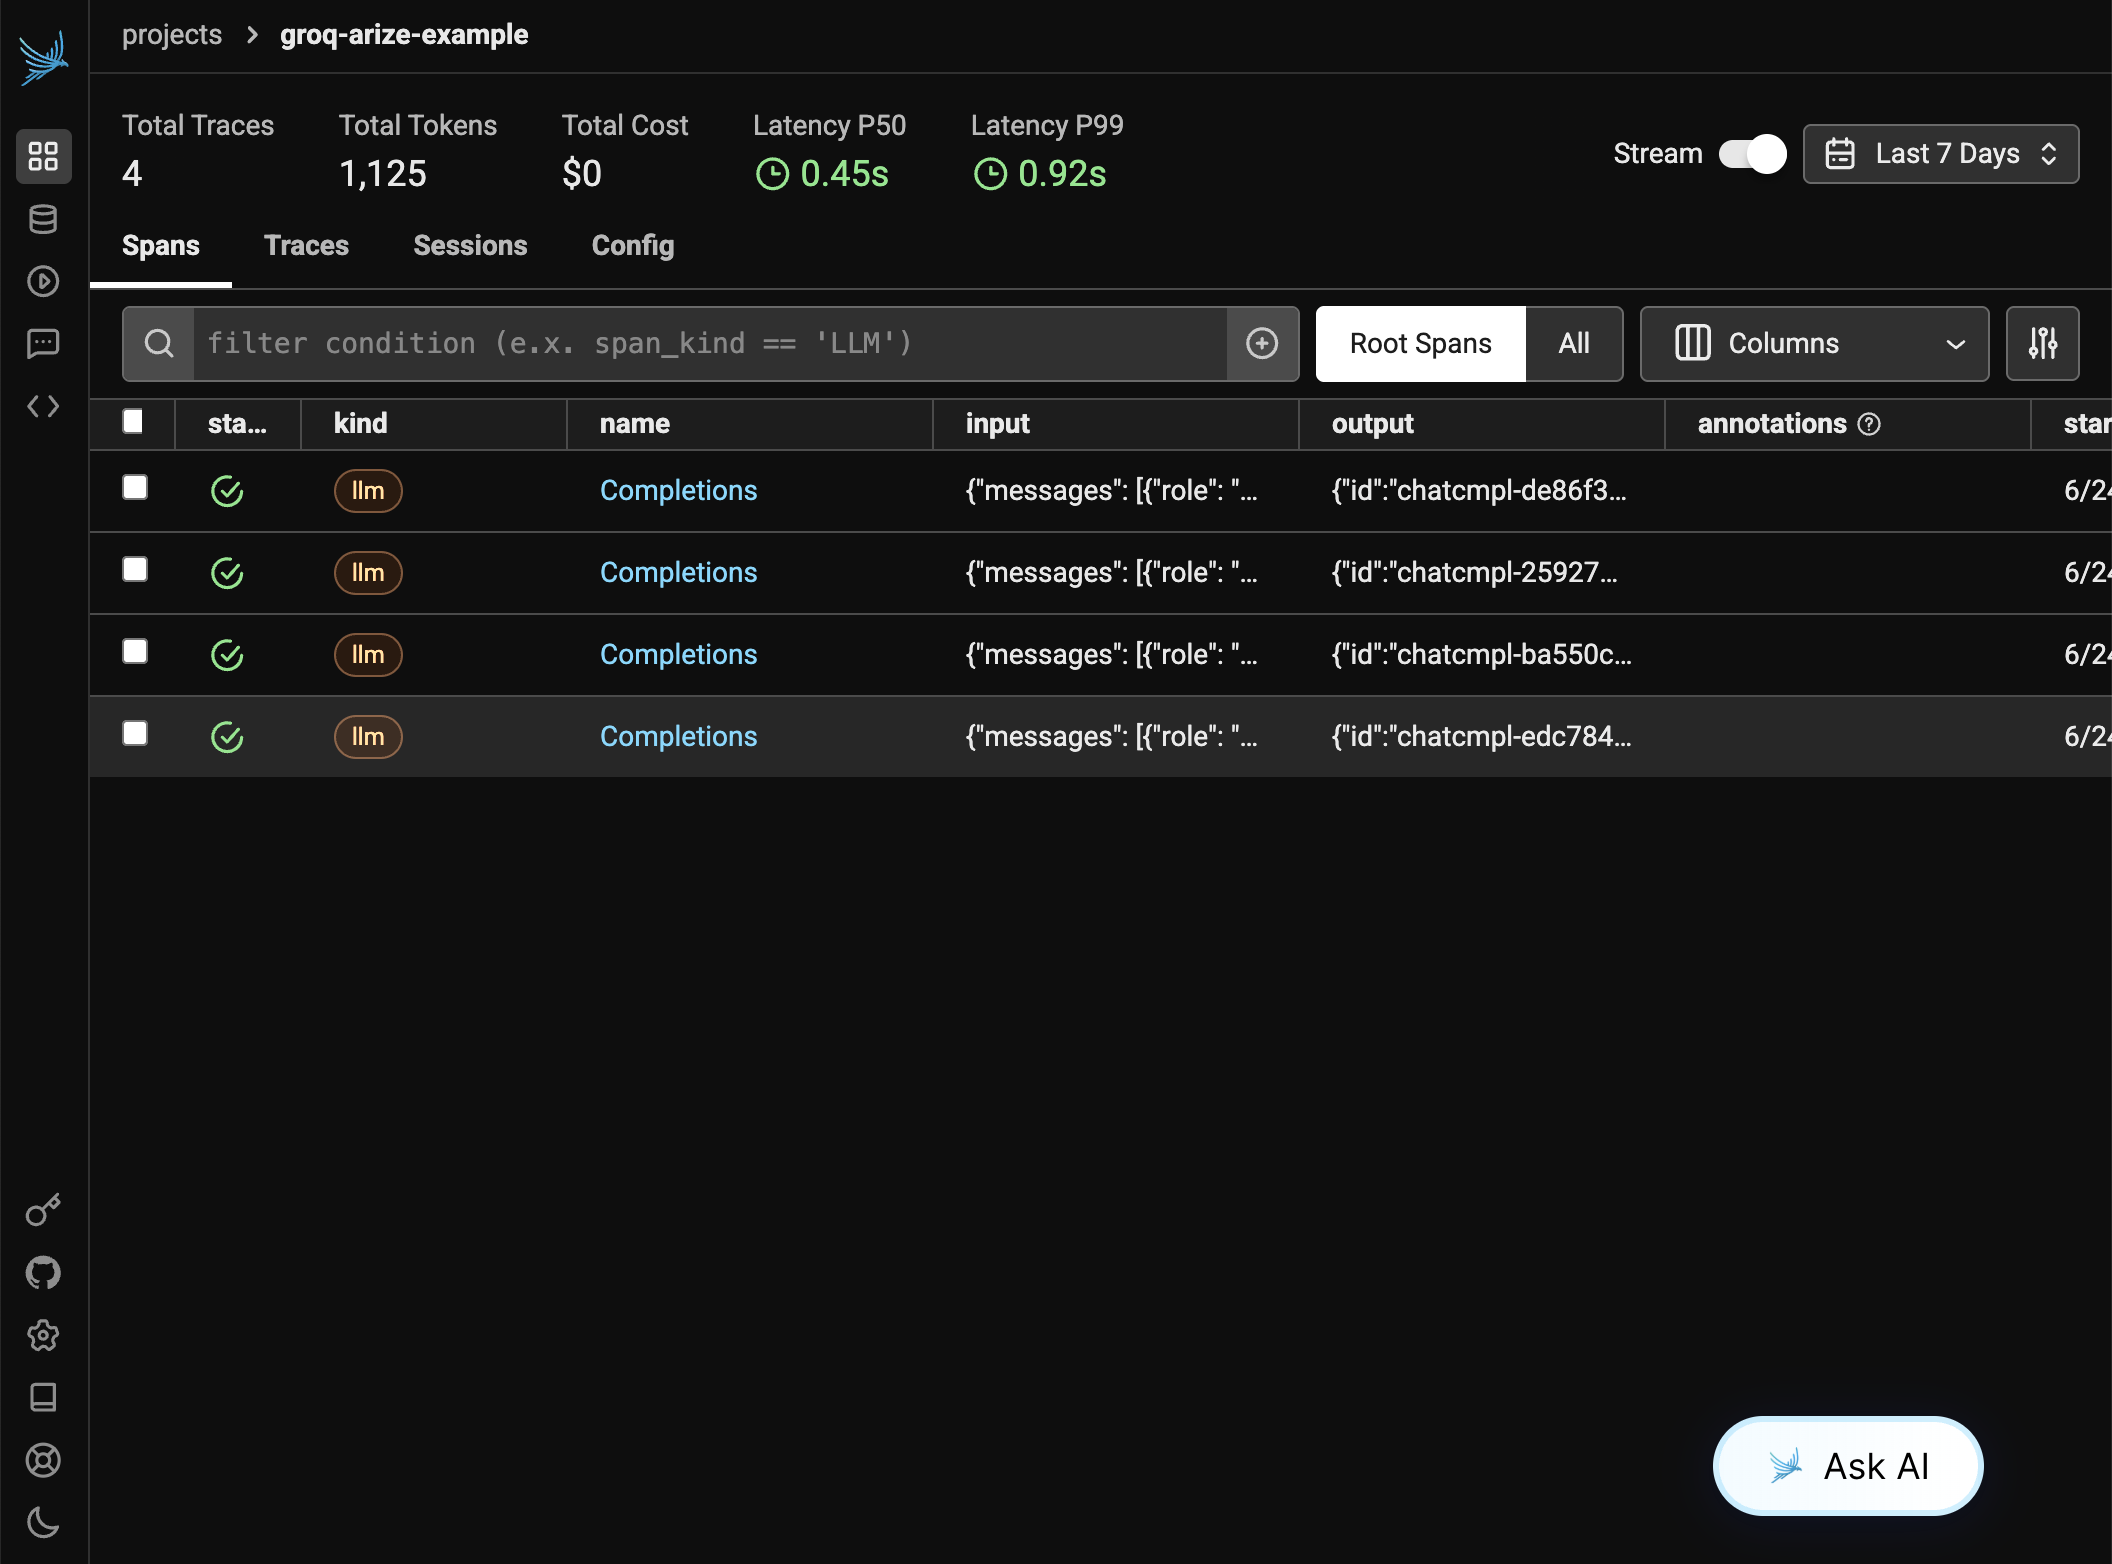 projects > groq-arize-example
Total Traces Total Tokens Total Cost Latency P50 Latency P99
4 1,125 $0 0.45s 0.92s
Stream Last 7 Days
Spans Traces Sessions Config
filter condition (e.x. span_kind == 'LLM') Root Spans All Columns
sta... kind name input output annotations star
llm Completions {"messages": [{"role": "... {"id":"chatcmpl-de86f3... 6/24
llm Completions {"messages": [{"role": "... {"id":"chatcmpl-25927... 6/24
llm Completions {"messages": [{"role": "... {"id":"chatcmpl-ba550c... 6/24
llm Completions {"messages": [{"role": "... {"id":"chatcmpl-edc784... 6/24
Ask AI